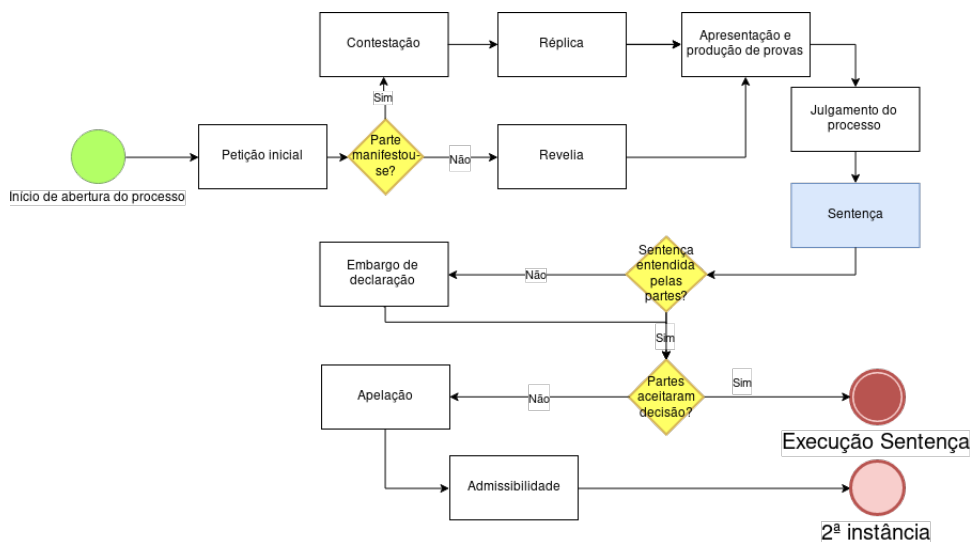 Contestação
Réplica
Apresentação e
produção de provas
Sim
Julgamento do
processo
Parte
manifestou-
se?
Petição inicial
Não
Revelia
Início de abertura do processo
Sentença
Sentença
entendida
pelas
partes?
Não
Embargo de
declaração
Sim
Partes
aceitaram
decisão?
Sim
Não
Apelação
Execução Sentença
Admissibilidade
2ª instância